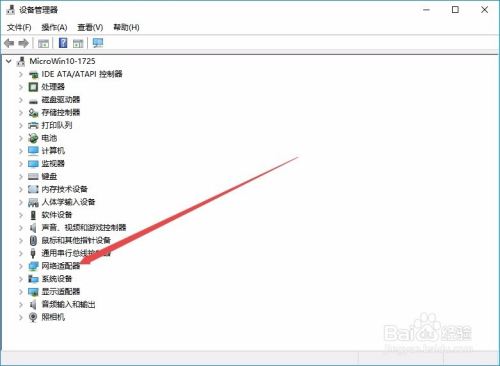 设备管理器
文件(F) 操作(A) 查看(V) 帮助(H)
MicroWin10-1725
IDE ATA/ATAPI 控制器
处理器
磁盘驱动器
存储控制器
打印队列
电池
计算机
监视器
键盘
内存技术设备
人体学输入设备
软件设备
声音、视频和游戏控制器
鼠标和其他指针设备
通用串行总线控制器
网络适配器
系统设备
显示适配器
音频输入和输出
照相机
Baidu 经验
jingyan.baidu.com